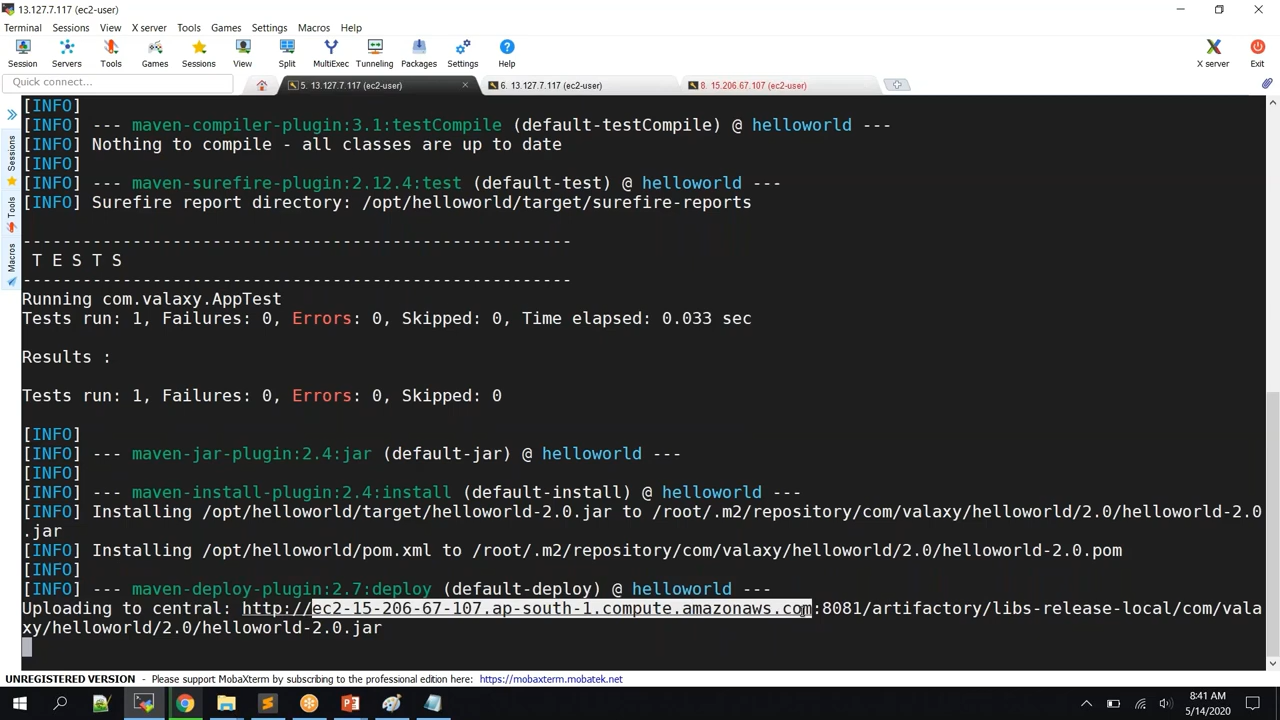 13.127.7.117 (ec2-user)
Terminal Sessions View X server Tools Games Settings Macros Help
Session Servers Tools Games Sessions View Split MultiExec Tunneling Packages Settings Help X server Exit
Quick connect...
5. 13.127.7.117 (ec2-user)
6. 13.127.7.117 (ec2-user)
8. 15.206.67.107 (ec2-user)
Sessions
Tools
Macros
[INFO]
[INFO] --- maven-compiler-plugin:3.1:testCompile (default-testCompile) @ helloworld ---
[INFO] Nothing to compile - all classes are up to date
[INFO]
[INFO] --- maven-surefire-plugin:2.12.4:test (default-test) @ helloworld ---
[INFO] Surefire report directory: /opt/helloworld/target/surefire-reports
-------------------------------------------------------
T E S T S
-------------------------------------------------------
Running com.valaxy.AppTest
Tests run: 1, Failures: 0, Errors: 0, Skipped: 0, Time elapsed: 0.033 sec
Results :
Tests run: 1, Failures: 0, Errors: 0, Skipped: 0
[INFO]
[INFO] --- maven-jar-plugin:2.4:jar (default-jar) @ helloworld ---
[INFO]
[INFO] --- maven-install-plugin:2.4:install (default-install) @ helloworld ---
[INFO] Installing /opt/helloworld/target/helloworld-2.0.jar to /root/.m2/repository/com/valaxy/helloworld/2.0/helloworld-2.0
.jar
[INFO] Installing /opt/helloworld/pom.xml to /root/.m2/repository/com/valaxy/helloworld/2.0/helloworld-2.0.pom
[INFO]
[INFO] --- maven-deploy-plugin:2.7:deploy (default-deploy) @ helloworld ---
Uploading to central: http://ec2-15-206-67-107.ap-south-1.compute.amazonaws.com:8081/artifactory/libs-release-local/com/vala
xy/helloworld/2.0/helloworld-2.0.jar
UNREGISTERED VERSION - Please support MobaXterm by subscribing to the professional edition here: https://mobaxterm.mobatek.net
8:41 AM
5/14/2020